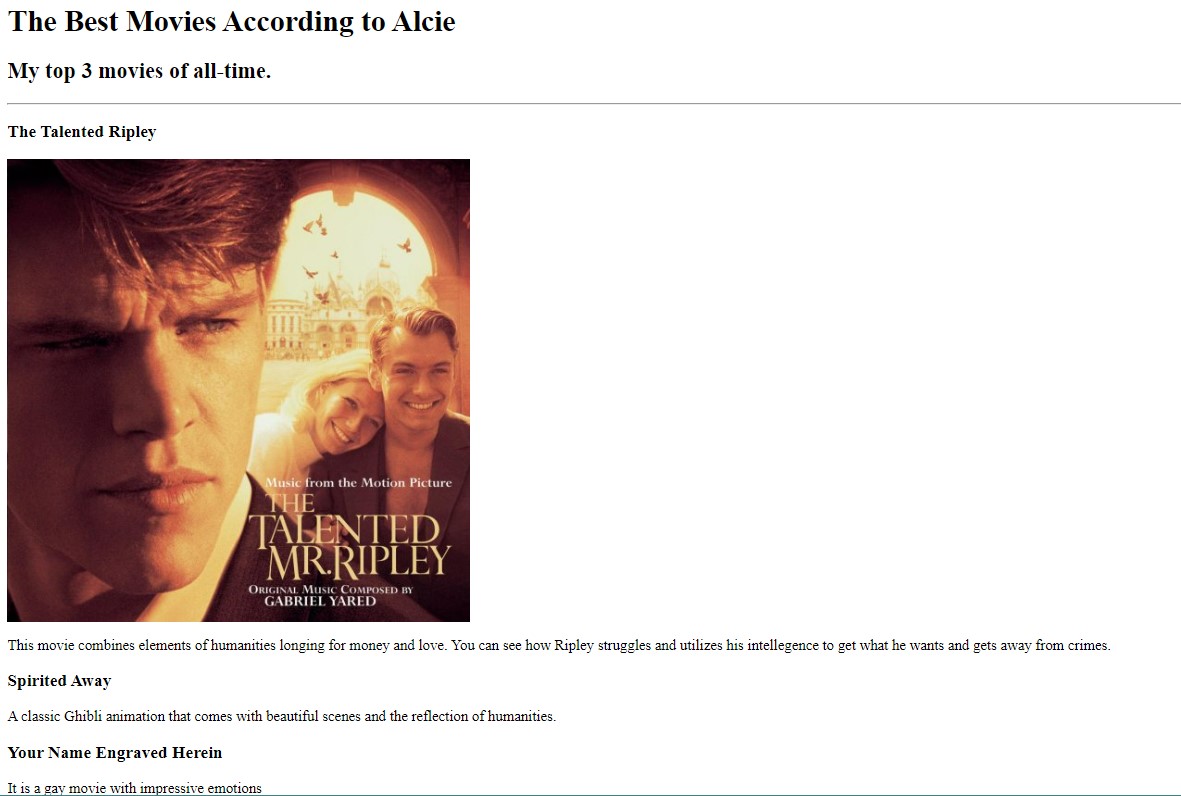 The Best Movies According to Alcie
My top 3 movies of all-time.
The Talented Ripley
Music from the Motion Picture
THE
TALENTED
MR. RIPLEY
ORIGINAL MUSIC COMPOSED BY
GABRIEL YARED
This movie combines elements of humanities longing for money and love. You can see how Ripley struggles and utilizes his intellegence to get what he wants and gets away from crimes.
Spirited Away
A classic Ghibli animation that comes with beautiful scenes and the reflection of humanities.
Your Name Engraved Herein
It is a gay movie with impressive emotions